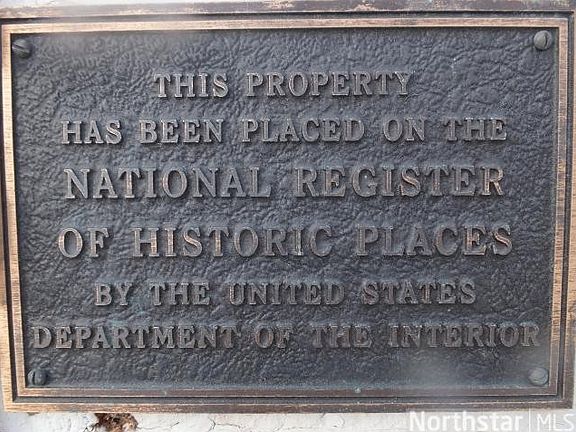 THIS PROPERTY
HAS BEEN PLACED ON THE
NATIONAL REGISTER
OF HISTORIC PLACES
BY THE UNITED STATES
DEPARTMENT OF THE INTERIOR
Northstar | MLS